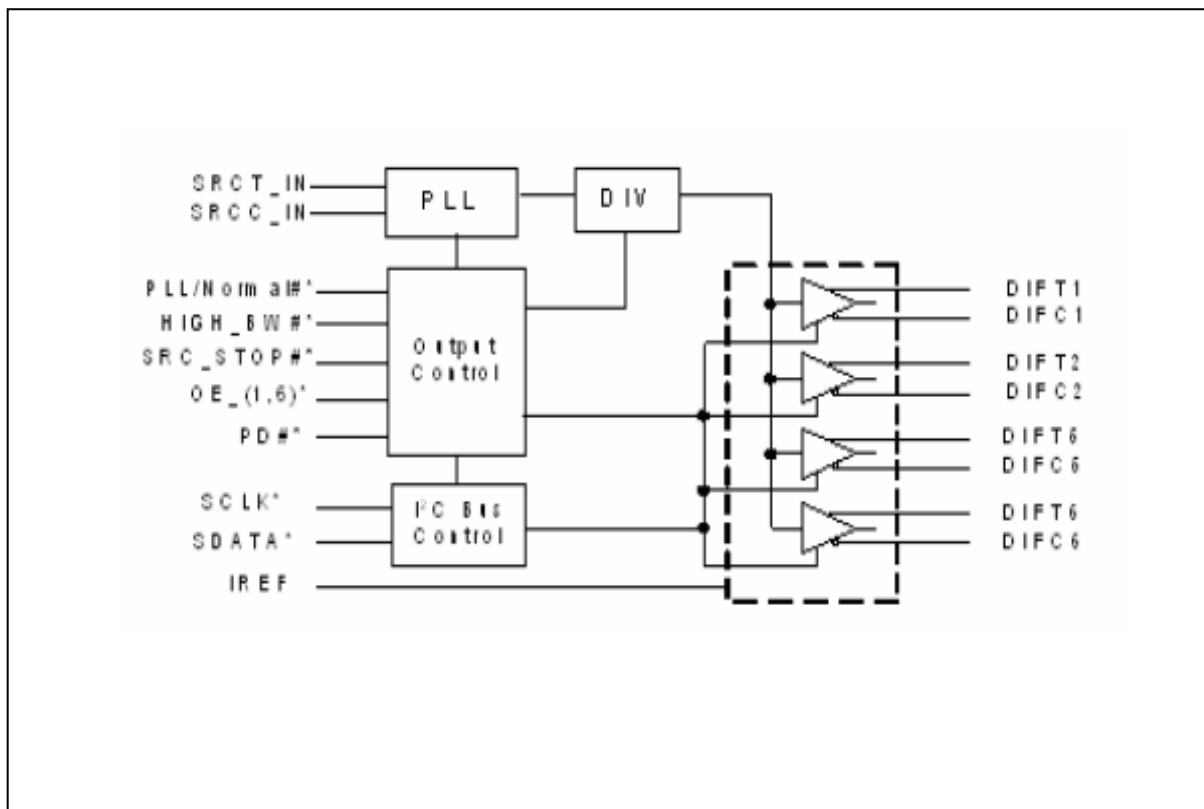 SRCT_IN
SRCC_IN
PLL
DIV
PLL/Normal#*
HIGH_BW#*
SRC_STOP#*
OE_(1,6)*
PD#*
Output
Control
SCLK*
SDATA*
I²C Bus
Control
IREF
DIFT1
DIFC1
DIFT2
DIFC2
DIFT5
DIFC5
DIFT6
DIFC6